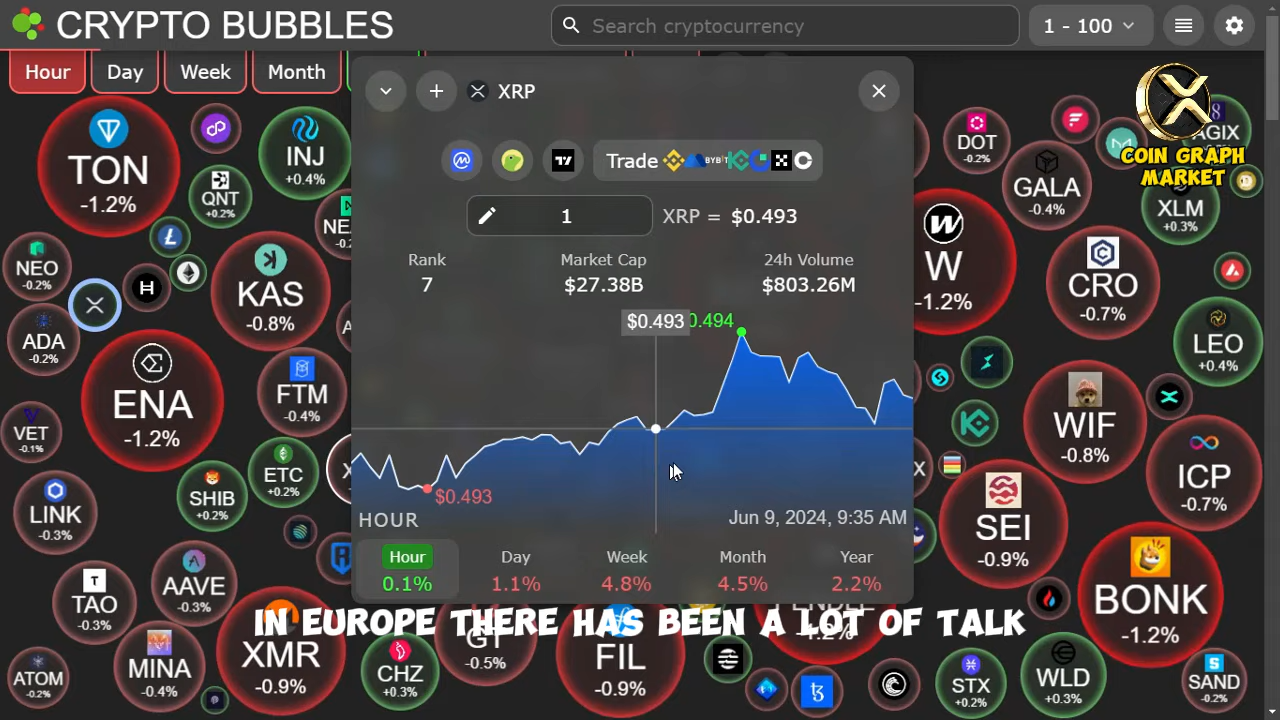 CRYPTO BUBBLES
Search cryptocurrency
1 - 100
Hour
Day
Week
Month
XRP
Trade
BYBIT
1
XRP = $0.493
Rank
Market Cap
24h Volume
7
$27.38B
$803.26M
$0.493
0.494
$0.493
HOUR
Jun 9, 2024, 9:35 AM
Hour
Day
Week
Month
Year
0.1%
1.1%
4.8%
4.5%
2.2%
IN EUROPE THERE HAS BEEN A LOT OF TALK
COIN GRAPH
MARKET
TON
-1.2%
INJ
+0.4%
QNT
+0.2%
NEO
-0.2%
KAS
-0.8%
H
ADA
-0.2%
ENA
-1.2%
FTM
-0.4%
VET
-0.1%
ETC
+0.2%
SHIB
+0.2%
LINK
-0.3%
AAVE
-0.3%
TAO
-0.3%
MINA
-0.4%
XMR
-0.9%
ATOM
-0.2%
CHZ
+0.3%
GT
-0.5%
FIL
-0.9%
-1.2%
DOT
-0.2%
GALA
-0.4%
AGIX
XLM
+0.3%
W
-1.2%
CRO
-0.7%
LEO
+0.4%
WIF
-0.8%
ICP
-0.7%
SEI
-0.9%
BONK
-1.2%
STX
+0.2%
WLD
+0.3%
SAND
-0.2%